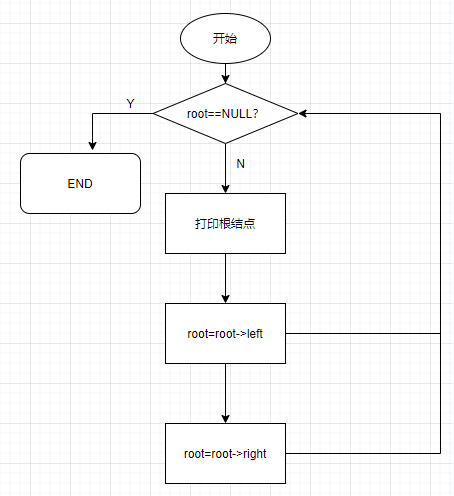 开始
root==NULL?
Y
N
END
打印根结点
root=root->left
root=root->right